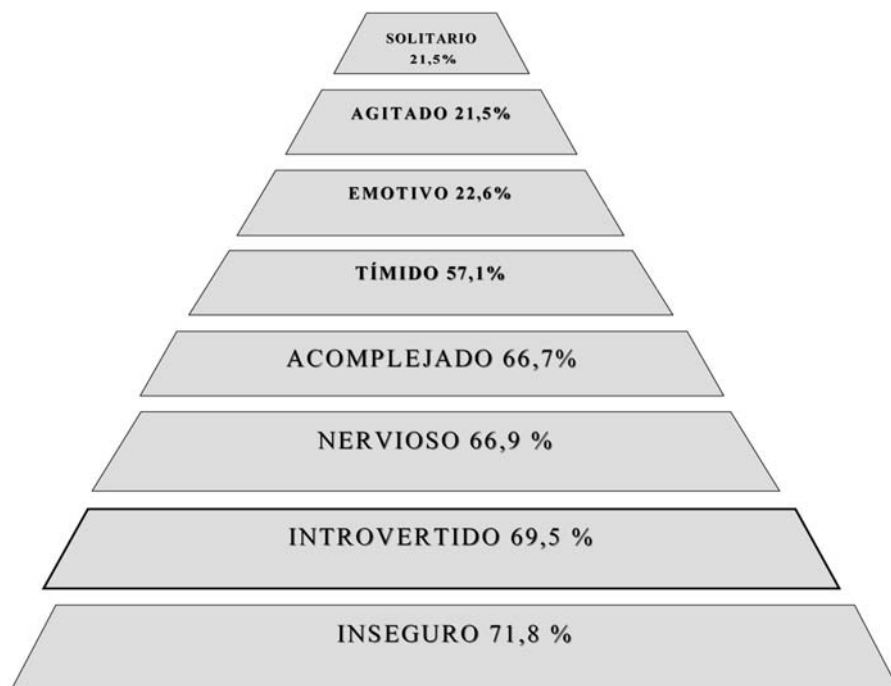 SOLITARIO
21,5%
AGITADO 21,5%
EMOTIVO 22,6%
TÍMIDO 57,1%
ACOMPLEJADO 66,7%
NERVIOSO 66,9 %
INTROVERTIDO 69,5 %
INSEGURO 71,8 %